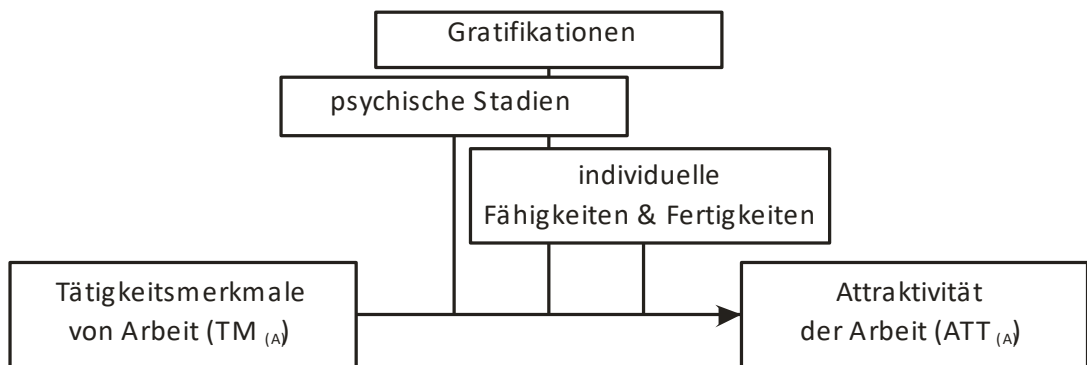 Gratifikationen
psychische Stadien
individuelle
Fähigkeiten & Fertigkeiten
Tätigkeitsmerkmale
von Arbeit (TM (A))
Attraktivität
der Arbeit (ATT (A))